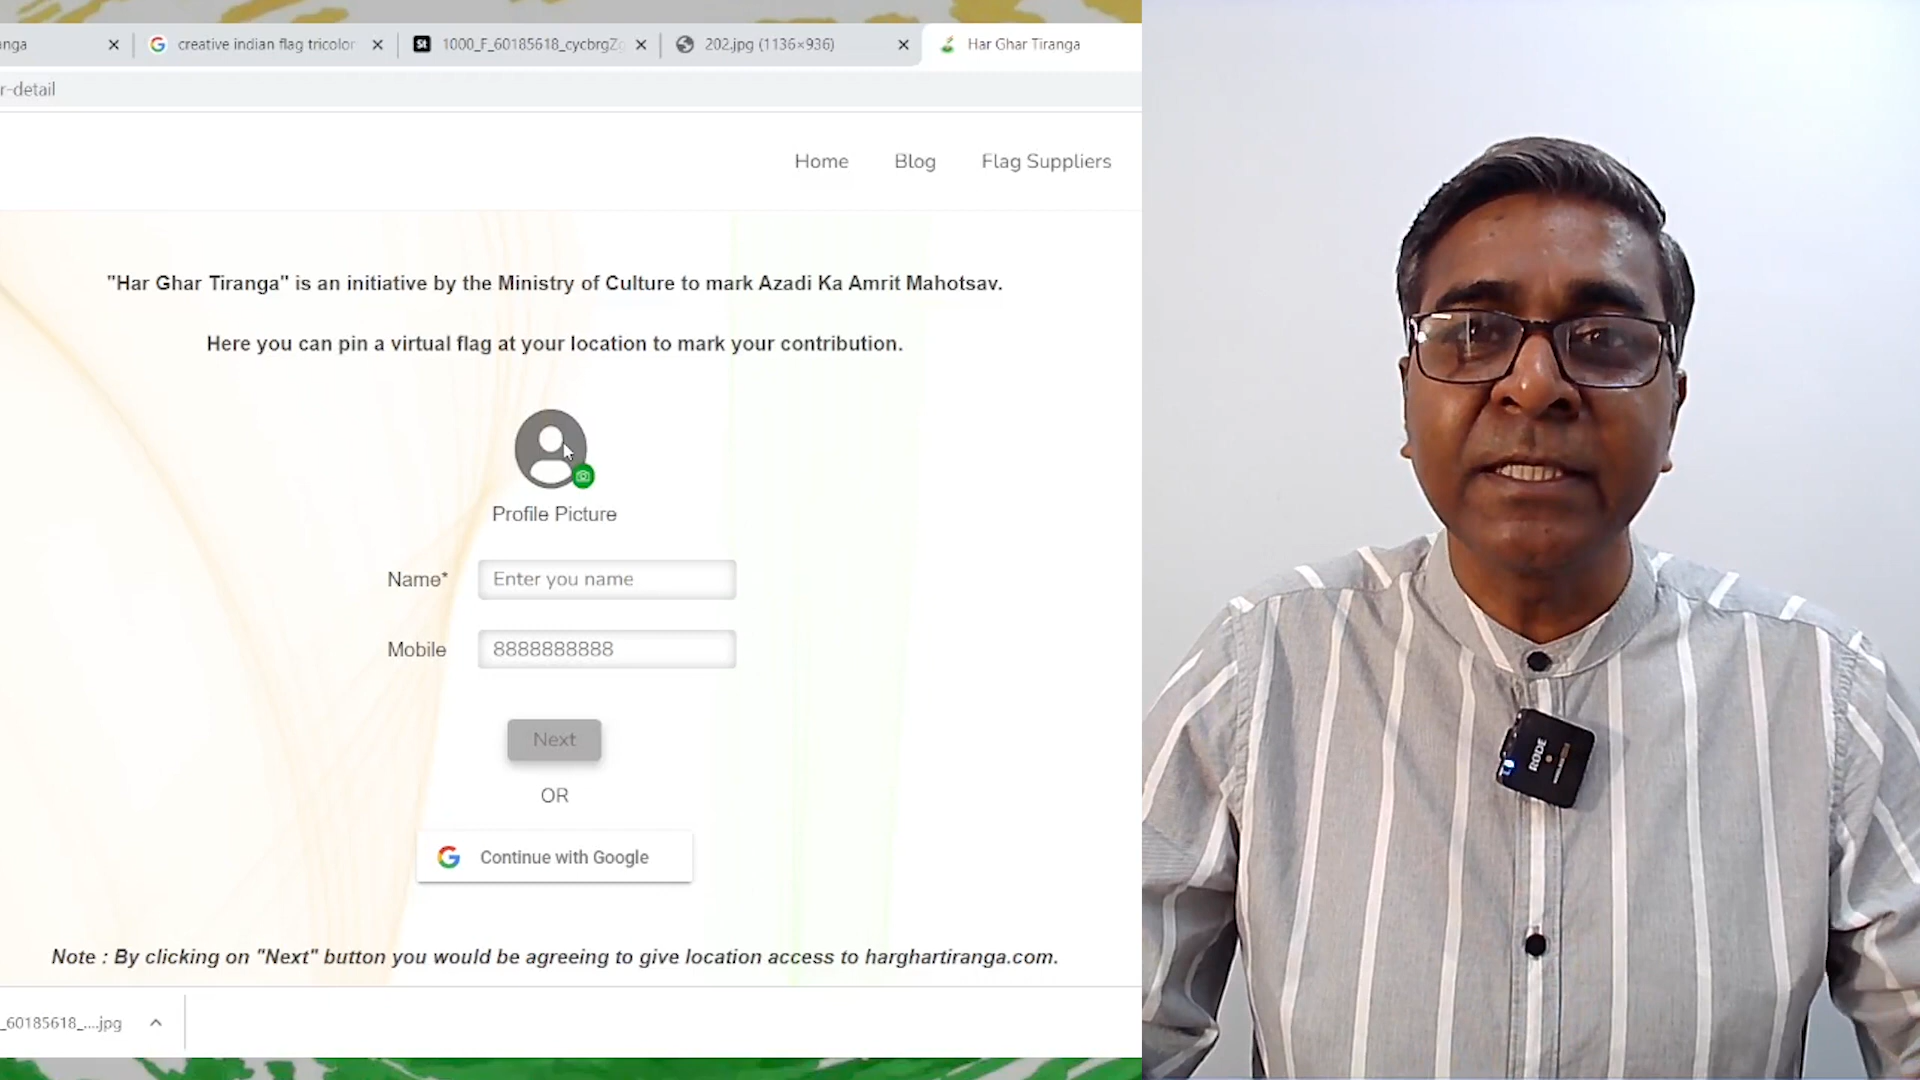 anga
creative indian flag tricolor
St
1000_F_60185618_cycbrgZ
202.jpg (1136×936)
Har Ghar Tiranga
r-detail
Home
Blog
Flag Suppliers
"Har Ghar Tiranga" is an initiative by the Ministry of Culture to mark Azadi Ka Amrit Mahotsav.
Here you can pin a virtual flag at your location to mark your contribution.
Profile Picture
Name*
Enter you name
Mobile
8888888888
Next
OR
Continue with Google
Note : By clicking on "Next" button you would be agreeing to give location access to harghartiranga.com.
_60185618_....jpg
RODE